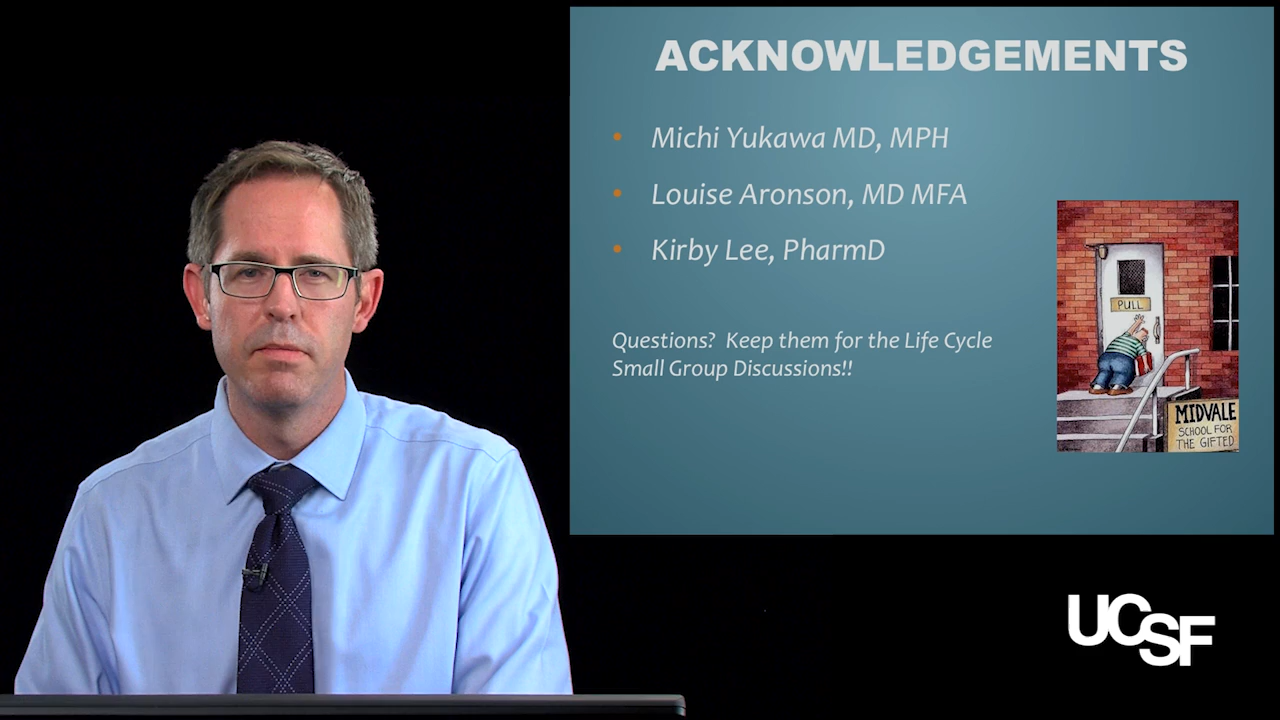 ACKNOWLEDGEMENTS
• Michi Yukawa MD, MPH
• Louise Aronson, MD MFA
• Kirby Lee, PharmD
Questions? Keep them for the Life Cycle
Small Group Discussions!!
PULL
MIDVALE
SCHOOL FOR
THE GIFTED
UCSF